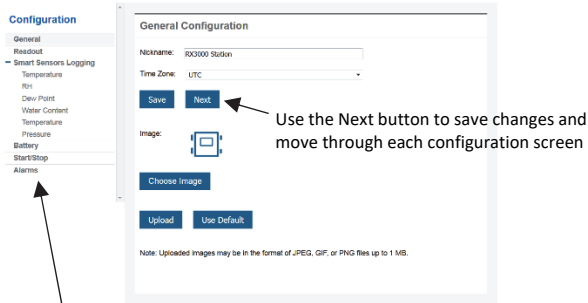 Configuration
General
Readout
Smart Sensors Logging
Temperature
RH
Dew Point
Water Content
Temperature
Pressure
Battery
Start/Stop
Alarms
General Configuration
Nickname: RX3000 Station
Time Zone: UTC
Save Next
Use the Next button to save changes and
move through each configuration screen
Image:
Choose Image
Upload Use Default
Note: Uploaded images may be in the format of JPEG, GIF, or PNG files up to 1 MB.